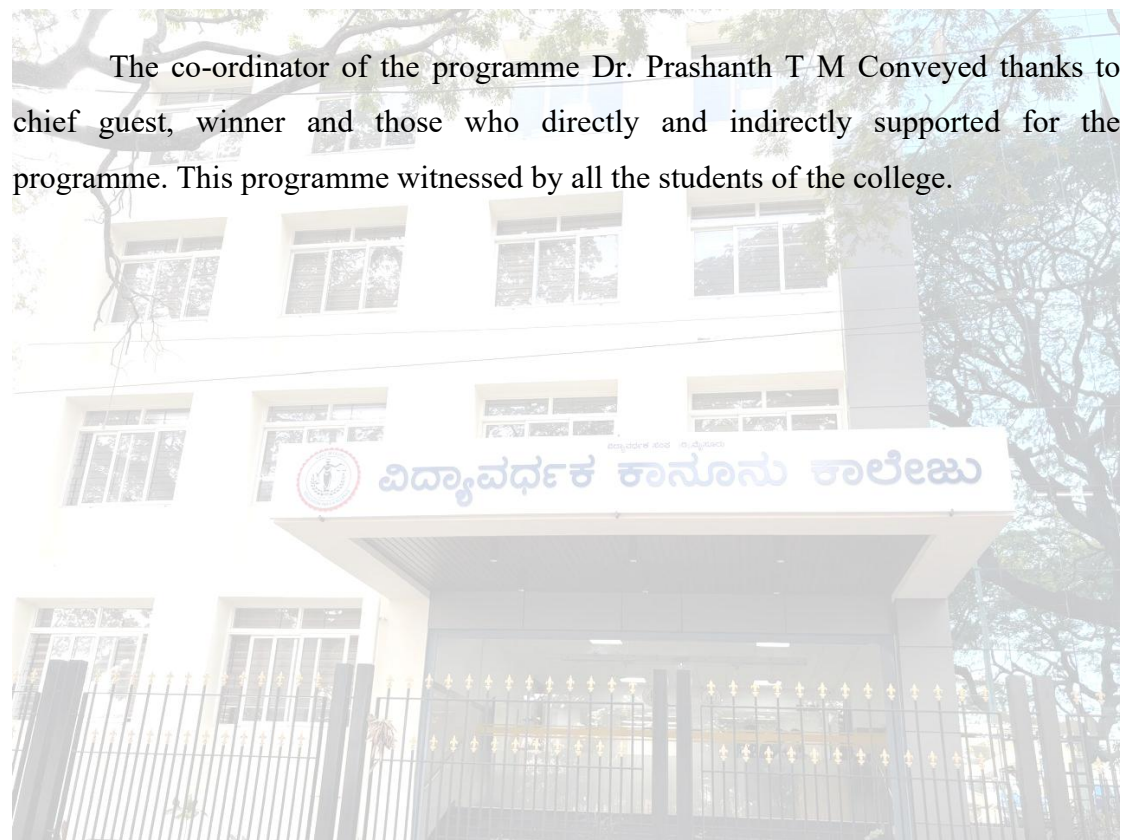 The co-ordinator of the programme Dr. Prashanth T M Conveyed thanks to
chief guest, winner and those who directly and indirectly supported for the
programme. This programme witnessed by all the students of the college.
ವಿದ್ಯಾವರ್ಧಕ ಕಾನೂನು ಕಾಲೇಜು